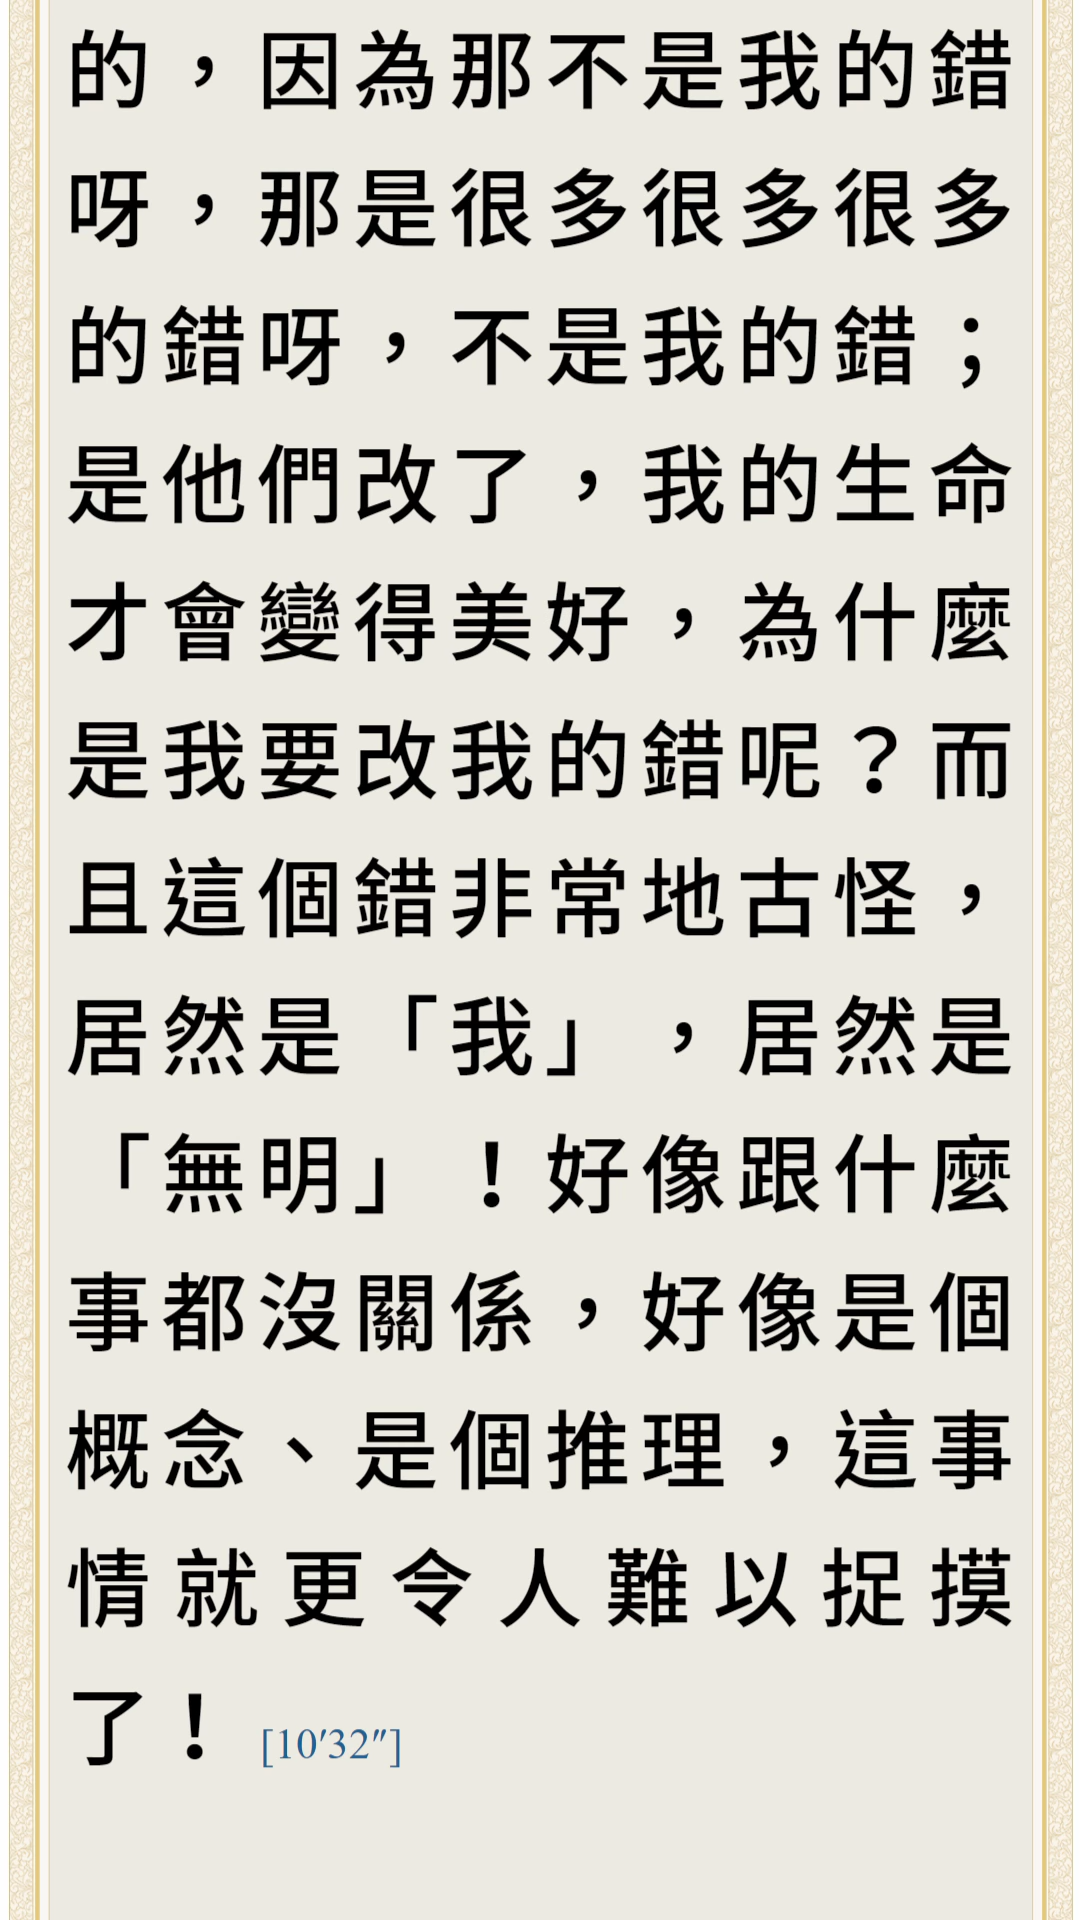 的，因為那不是我的錯
呀，那是很多很多很多
的錯呀，不是我的錯；
是他們改了，我的生命
才會變得美好，為什麼
是我要改我的錯呢？而
且這個錯非常地古怪，
居然是「我」，居然是
「無明」！好像跟什麼
事都沒關係，好像是個
概念、是個推理，這事
情就更令人難以捉摸
了！ [10′32″]